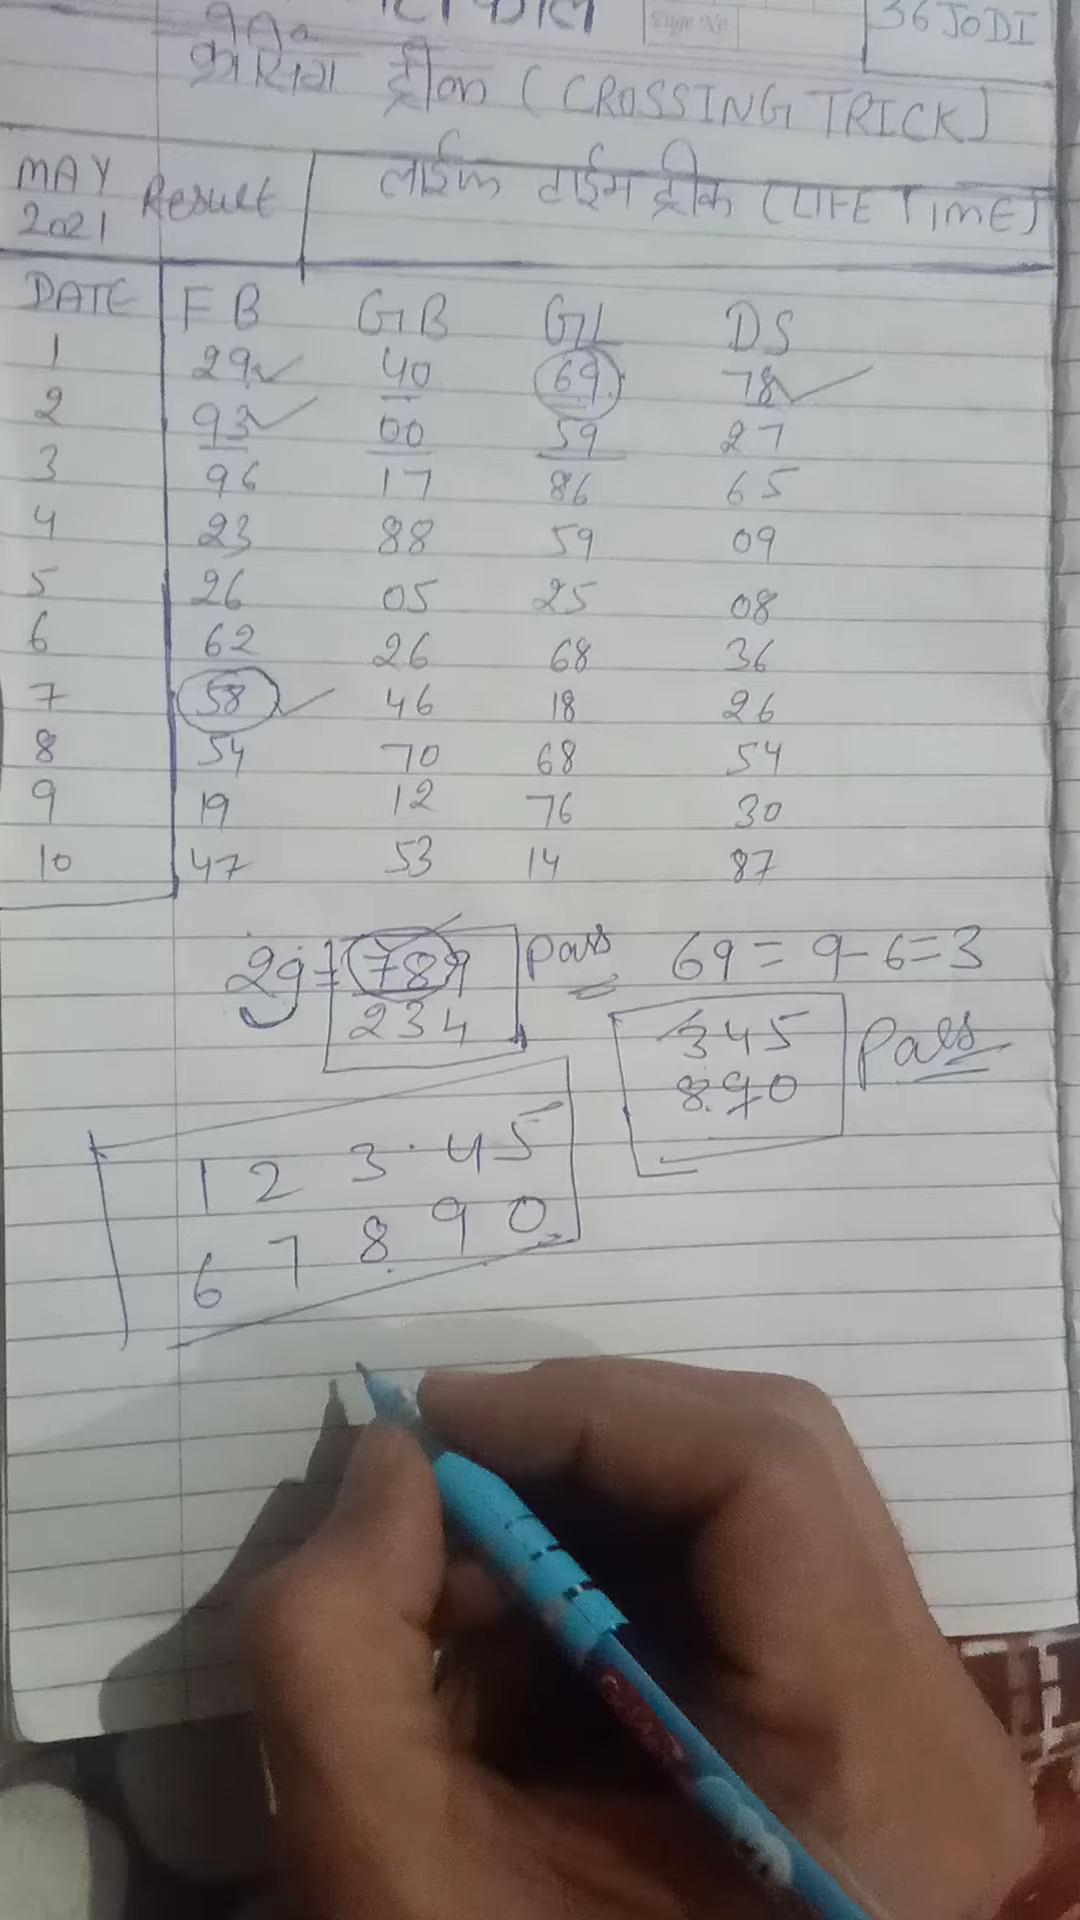 36 JODI
ट्रीक (CROSSING TRICK)
MAY 2021 Result लाईफ टाईम ट्रीक (LIFE TIME)
DATE FB GB GL DS
1 29 40 69 78
2 93 00 59 27
3 96 17 86 65
4 23 88 59 09
5 26 05 25 08
6 62 26 68 36
7 58 46 18 26
8 54 70 68 54
9 19 12 76 30
10 47 53 14 87
29=7 789 Pass 69 = 9-6=3
234
345
890 Pass
1 2 3 4 5
6 7 8 9 0